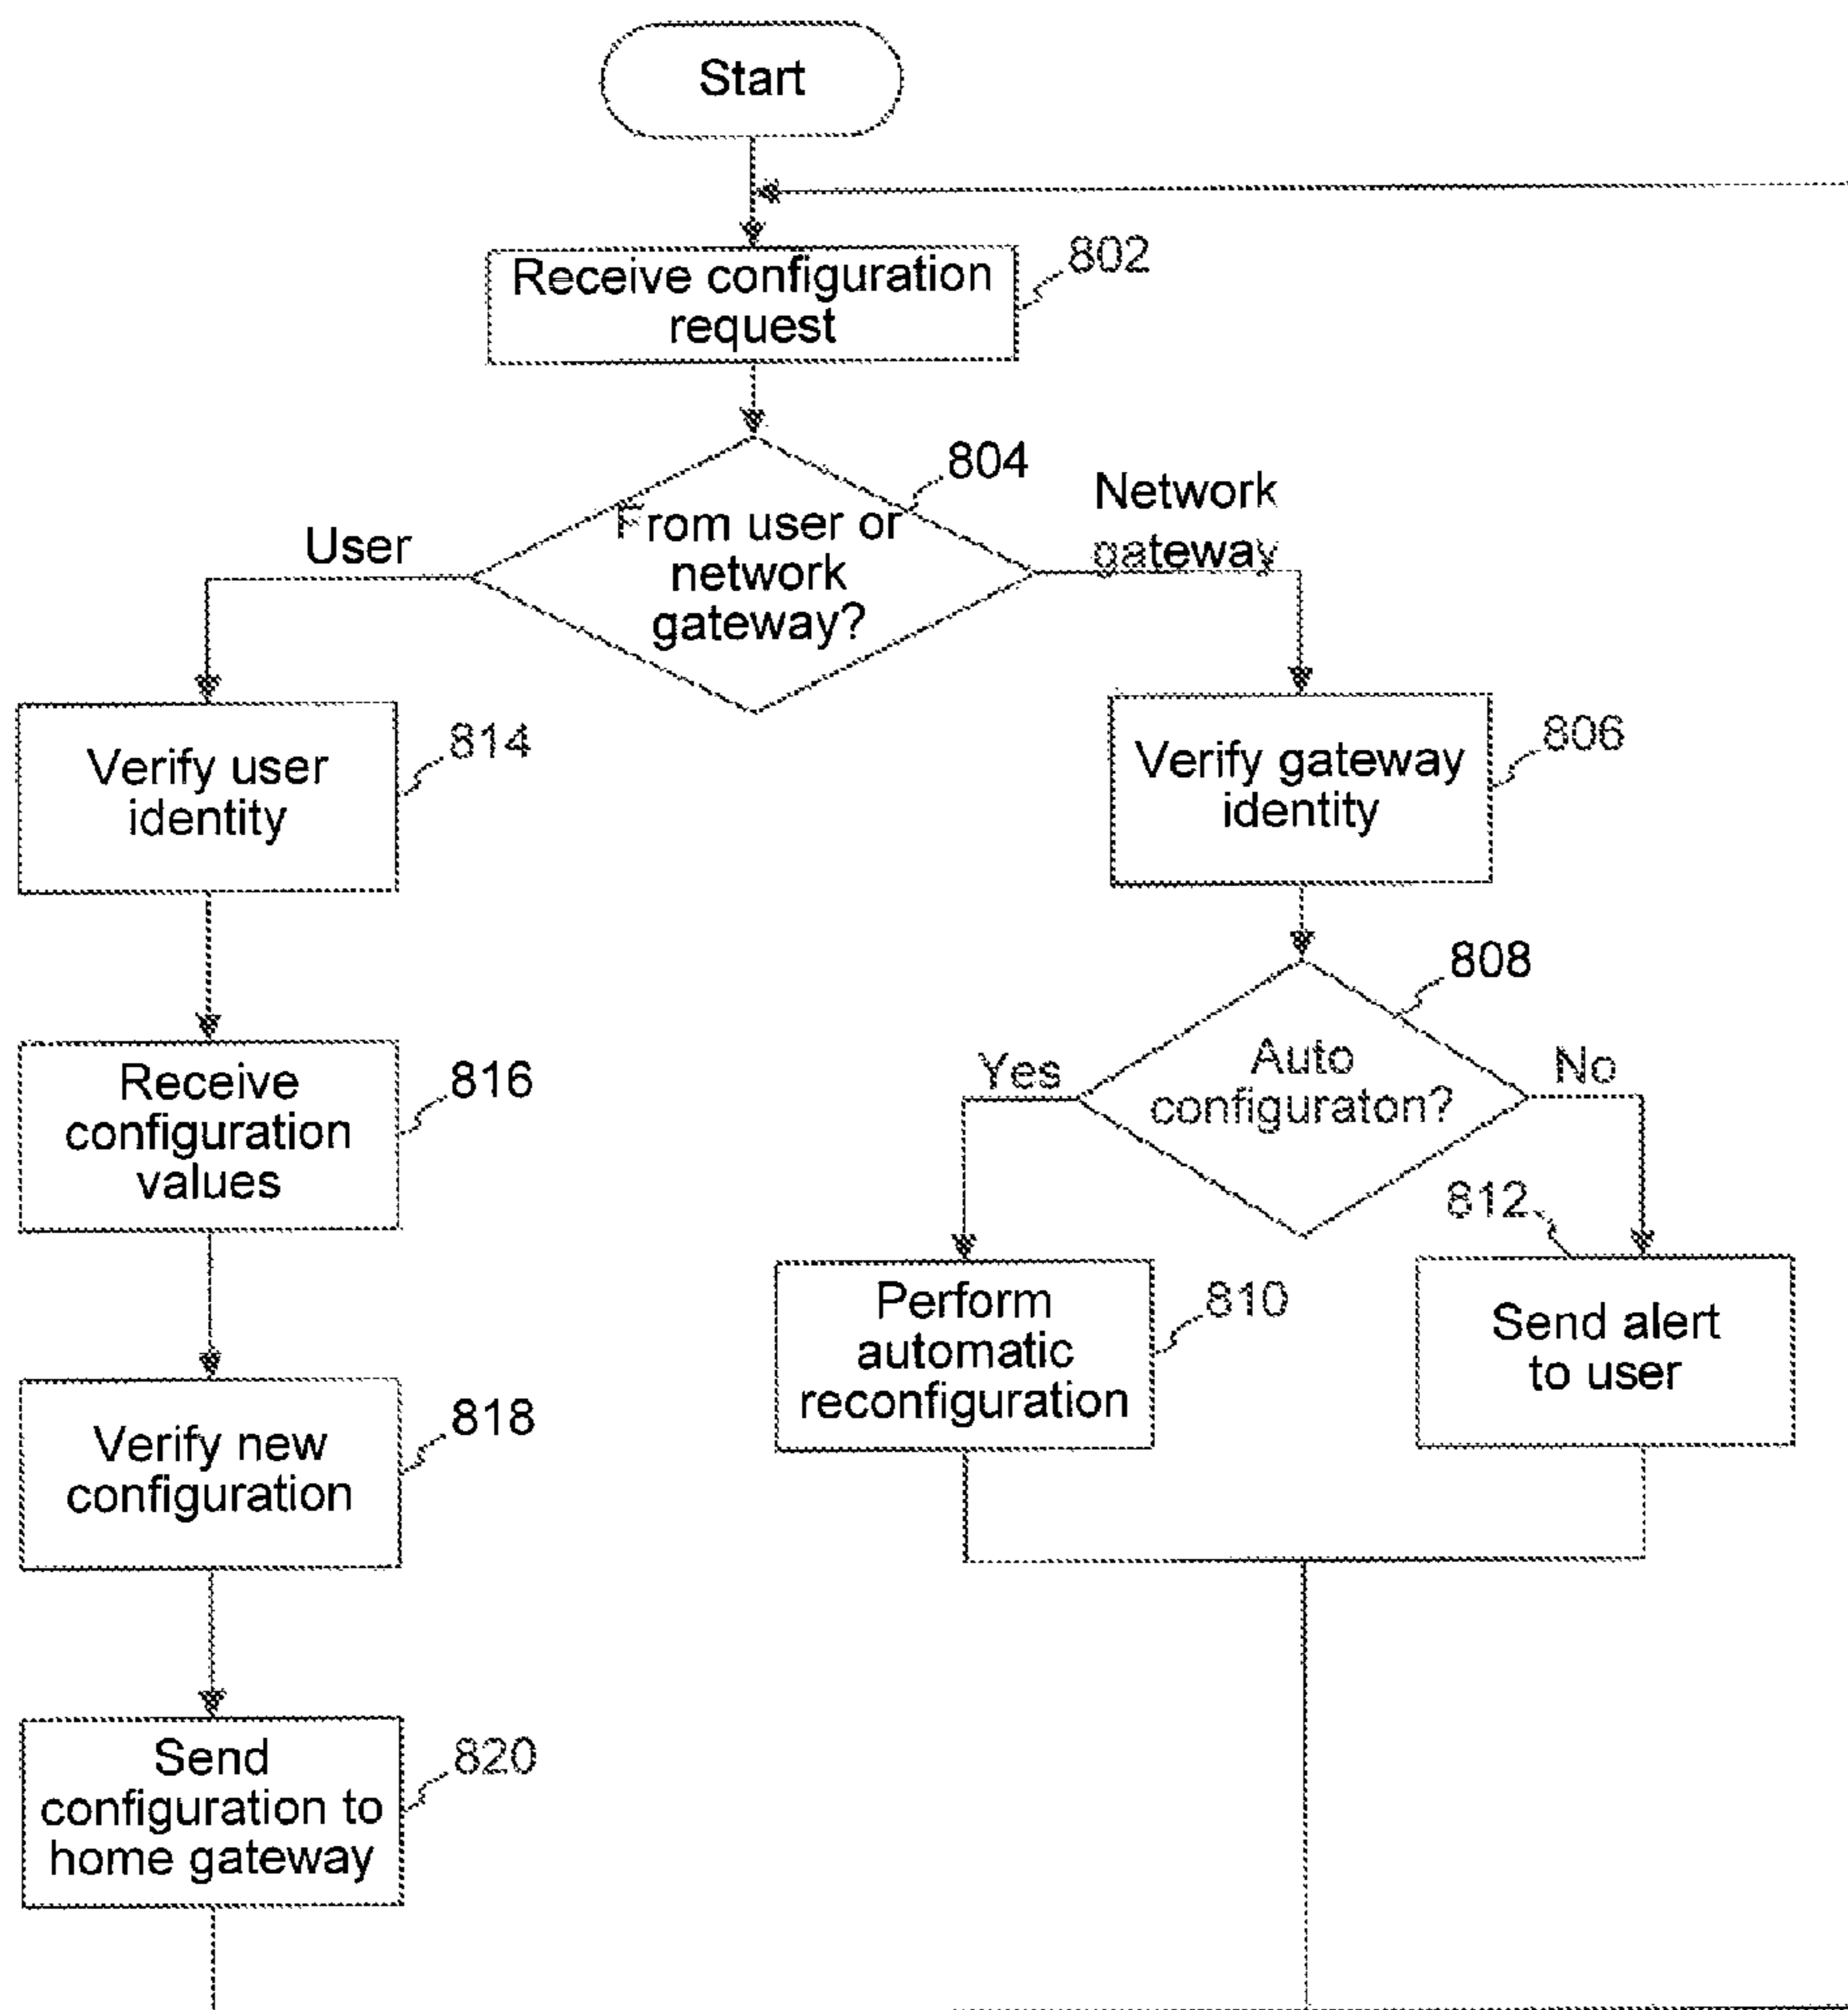 Start
Receive configuration
request
802
804
From user or
network
gateway?
User
Network
gateway
Verify user
identity
814
Verify gateway
identity
806
808
Auto
configuraton?
Yes
No
Receive
configuration
values
816
812
Perform
automatic
reconfiguration
810
Send alert
to user
Verify new
configuration
818
Send
configuration to
home gateway
820